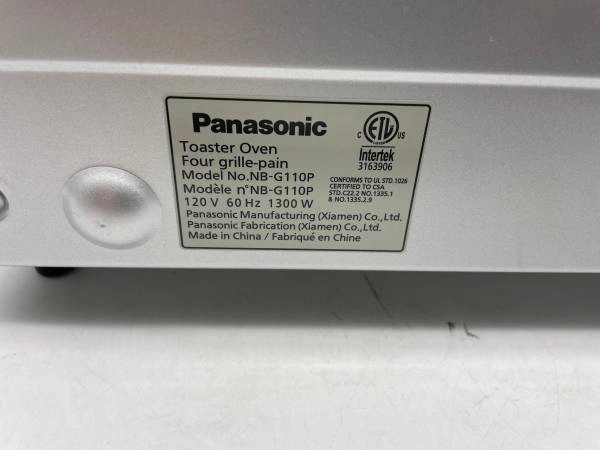 Panasonic
Toaster Oven
Four grille-pain
Model No.NB-G110P
Modèle n°NB-G110P
120 V 60 Hz 1300 W
Panasonic Manufacturing (Xiamen) Co.,Ltd.
Panasonic Fabrication (Xiamen) Co.,Ltd.
Made in China / Fabriqué en Chine
C ETL US
Intertek
3163906
CONFORMS TO UL STD.1026
CERTIFIED TO CSA
STD.C22.2 NO.1335.1
& NO.1335.2.9